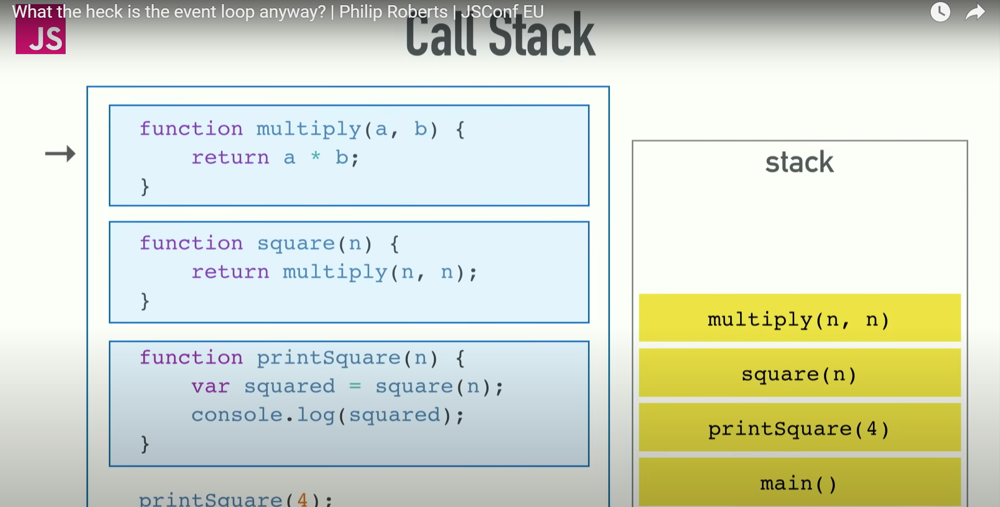 What the heck is the event loop anyway? | Philip Roberts | JSConf EU
JS
Call Stack
function multiply(a, b) {
    return a * b;
}
function square(n) {
    return multiply(n, n);
}
function printSquare(n) {
    var squared = square(n);
    console.log(squared);
}
printSquare(4);
stack
multiply(n, n)
square(n)
printSquare(4)
main()